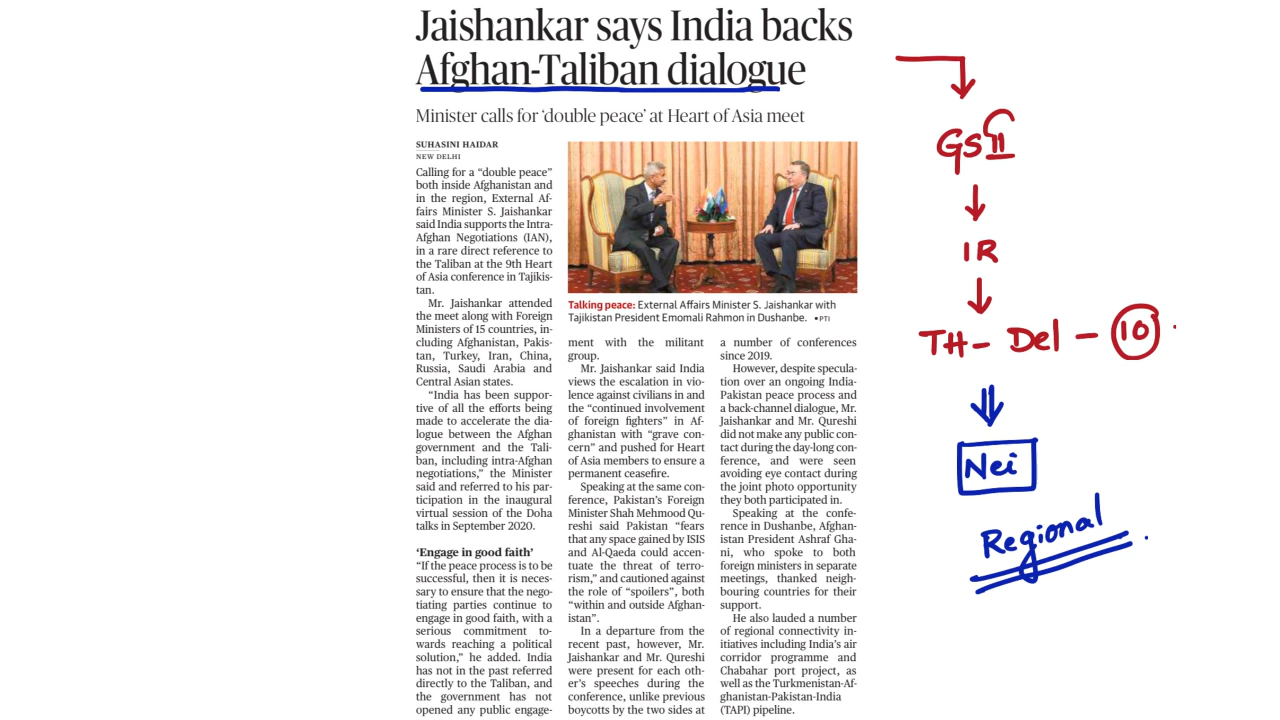 Jaishankar says India backs
Afghan-Taliban dialogue
Minister calls for ‘double peace’ at Heart of Asia meet
SUHASINI HAIDAR
NEW DELHI
Calling for a “double peace”
both inside Afghanistan and
in the region, External Af-
fairs Minister S. Jaishankar
said India supports the Intra-
Afghan Negotiations (IAN),
in a rare direct reference to
the Taliban at the 9th Heart
of Asia conference in Tajikis-
tan.
Mr. Jaishankar attended
the meet along with Foreign
Ministers of 15 countries, in-
cluding Afghanistan, Pakis-
tan, Turkey, Iran, China,
Russia, Saudi Arabia and
Central Asian states.
“India has been suppor-
tive of all the efforts being
made to accelerate the dia-
logue between the Afghan
government and the Tali-
ban, including intra-Afghan
negotiations,” the Minister
said and referred to his par-
ticipation in the inaugural
virtual session of the Doha
talks in September 2020.
‘Engage in good faith’
“If the peace process is to be
successful, then it is neces-
sary to ensure that the nego-
tiating parties continue to
engage in good faith, with a
serious commitment to-
wards reaching a political
solution,” he added. India
has not in the past referred
directly to the Taliban, and
the government has not
opened any public engage-
Talking peace: External Affairs Minister S. Jaishankar with
Tajikistan President Emomali Rahmon in Dushanbe. ▪PTI
ment with the militant
group.
Mr. Jaishankar said India
views the escalation in vio-
lence against civilians in and
the “continued involvement
of foreign fighters” in Af-
ghanistan with “grave con-
cern” and pushed for Heart
of Asia members to ensure a
permanent ceasefire.
Speaking at the same con-
ference, Pakistan’s Foreign
Minister Shah Mehmood Qu-
reshi said Pakistan “fears
that any space gained by ISIS
and Al-Qaeda could accen-
tuate the threat of terro-
rism,” and cautioned against
the role of “spoilers”, both
“within and outside Afghan-
istan”.
In a departure from the
recent past, however, Mr.
Jaishankar and Mr. Qureshi
were present for each oth-
er’s speeches during the
conference, unlike previous
boycotts by the two sides at
a number of conferences
since 2019.
However, despite specula-
tion over an ongoing India-
Pakistan peace process and
a back-channel dialogue, Mr.
Jaishankar and Mr. Qureshi
did not make any public con-
tact during the day-long con-
ference, and were seen
avoiding eye contact during
the joint photo opportunity
they both participated in.
Speaking at the confe-
rence in Dushanbe, Afghan-
istan President Ashraf Gha-
ni, who spoke to both
foreign ministers in separate
meetings, thanked neigh-
bouring countries for their
support.
He also lauded a number
of regional connectivity in-
itiatives including India’s air
corridor programme and
Chabahar port project, as
well as the Turkmenistan-Af-
ghanistan-Pakistan-India
(TAPI) pipeline.
GS II
IR
TH - Del - 10
Nei
Regional